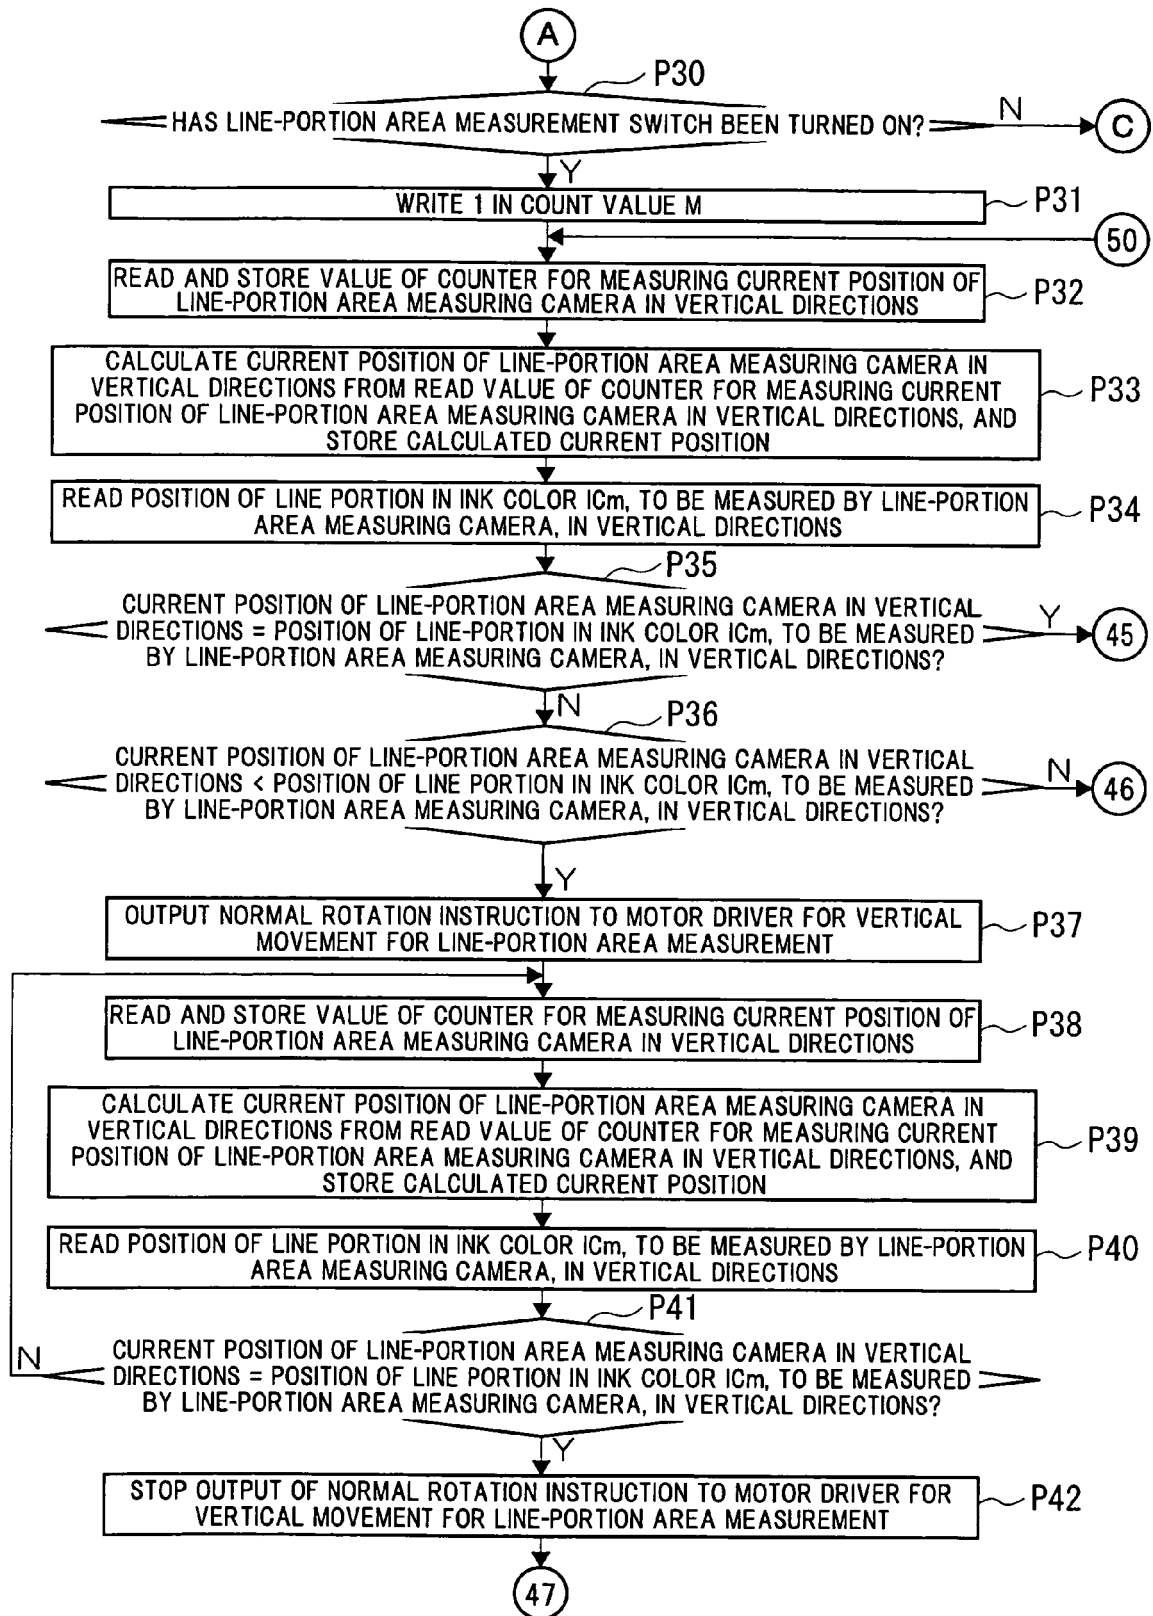 A
P30
HAS LINE-PORTION AREA MEASUREMENT SWITCH BEEN TURNED ON?
N
C
Y
WRITE 1 IN COUNT VALUE M
P31
50
READ AND STORE VALUE OF COUNTER FOR MEASURING CURRENT POSITION OF
LINE-PORTION AREA MEASURING CAMERA IN VERTICAL DIRECTIONS
P32
CALCULATE CURRENT POSITION OF LINE-PORTION AREA MEASURING CAMERA IN
VERTICAL DIRECTIONS FROM READ VALUE OF COUNTER FOR MEASURING CURRENT
POSITION OF LINE-PORTION AREA MEASURING CAMERA IN VERTICAL DIRECTIONS, AND
STORE CALCULATED CURRENT POSITION
P33
READ POSITION OF LINE PORTION IN INK COLOR ICm, TO BE MEASURED BY LINE-PORTION
AREA MEASURING CAMERA, IN VERTICAL DIRECTIONS
P34
P35
CURRENT POSITION OF LINE-PORTION AREA MEASURING CAMERA IN VERTICAL
DIRECTIONS = POSITION OF LINE-PORTION IN INK COLOR ICm, TO BE MEASURED
BY LINE-PORTION AREA MEASURING CAMERA, IN VERTICAL DIRECTIONS?
Y
45
N
P36
CURRENT POSITION OF LINE-PORTION AREA MEASURING CAMERA IN VERTICAL
DIRECTIONS < POSITION OF LINE PORTION IN INK COLOR ICm, TO BE MEASURED
BY LINE-PORTION AREA MEASURING CAMERA, IN VERTICAL DIRECTIONS?
N
46
Y
OUTPUT NORMAL ROTATION INSTRUCTION TO MOTOR DRIVER FOR VERTICAL
MOVEMENT FOR LINE-PORTION AREA MEASUREMENT
P37
READ AND STORE VALUE OF COUNTER FOR MEASURING CURRENT POSITION OF
LINE-PORTION AREA MEASURING CAMERA IN VERTICAL DIRECTIONS
P38
CALCULATE CURRENT POSITION OF LINE-PORTION AREA MEASURING CAMERA IN
VERTICAL DIRECTIONS FROM READ VALUE OF COUNTER FOR MEASURING CURRENT
POSITION OF LINE-PORTION AREA MEASURING CAMERA IN VERTICAL DIRECTIONS, AND
STORE CALCULATED CURRENT POSITION
P39
READ POSITION OF LINE PORTION IN INK COLOR ICm, TO BE MEASURED BY LINE-PORTION
AREA MEASURING CAMERA, IN VERTICAL DIRECTIONS
P40
P41
N
CURRENT POSITION OF LINE-PORTION AREA MEASURING CAMERA IN VERTICAL
DIRECTIONS = POSITION OF LINE PORTION IN INK COLOR ICm, TO BE MEASURED
BY LINE-PORTION AREA MEASURING CAMERA, IN VERTICAL DIRECTIONS?
Y
STOP OUTPUT OF NORMAL ROTATION INSTRUCTION TO MOTOR DRIVER FOR
VERTICAL MOVEMENT FOR LINE-PORTION AREA MEASUREMENT
P42
47